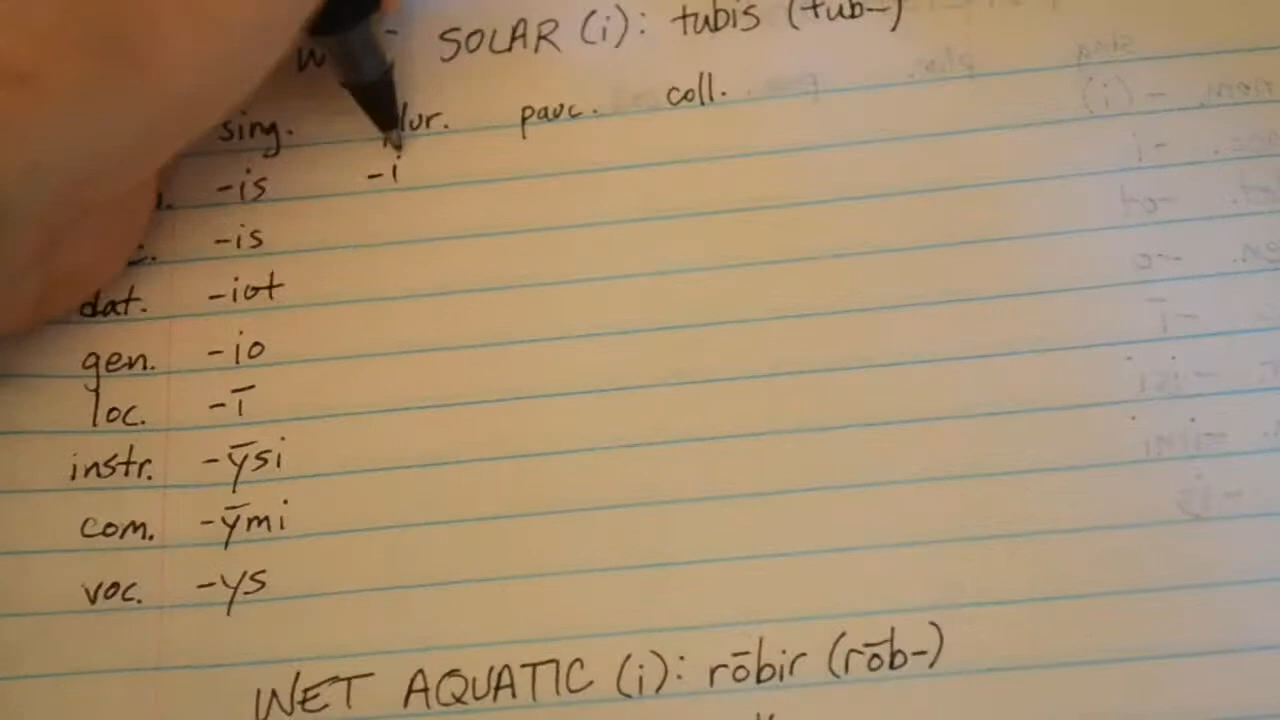 SOLAR (i): tubis (tub-)
sing. plur. pauc. coll.
-is -i
-is
dat. -iot
gen. -io
loc. -ī
instr. -ȳsi
com. -ȳmi
voc. -ys
WET AQUATIC (i): rōbir (rōb-)